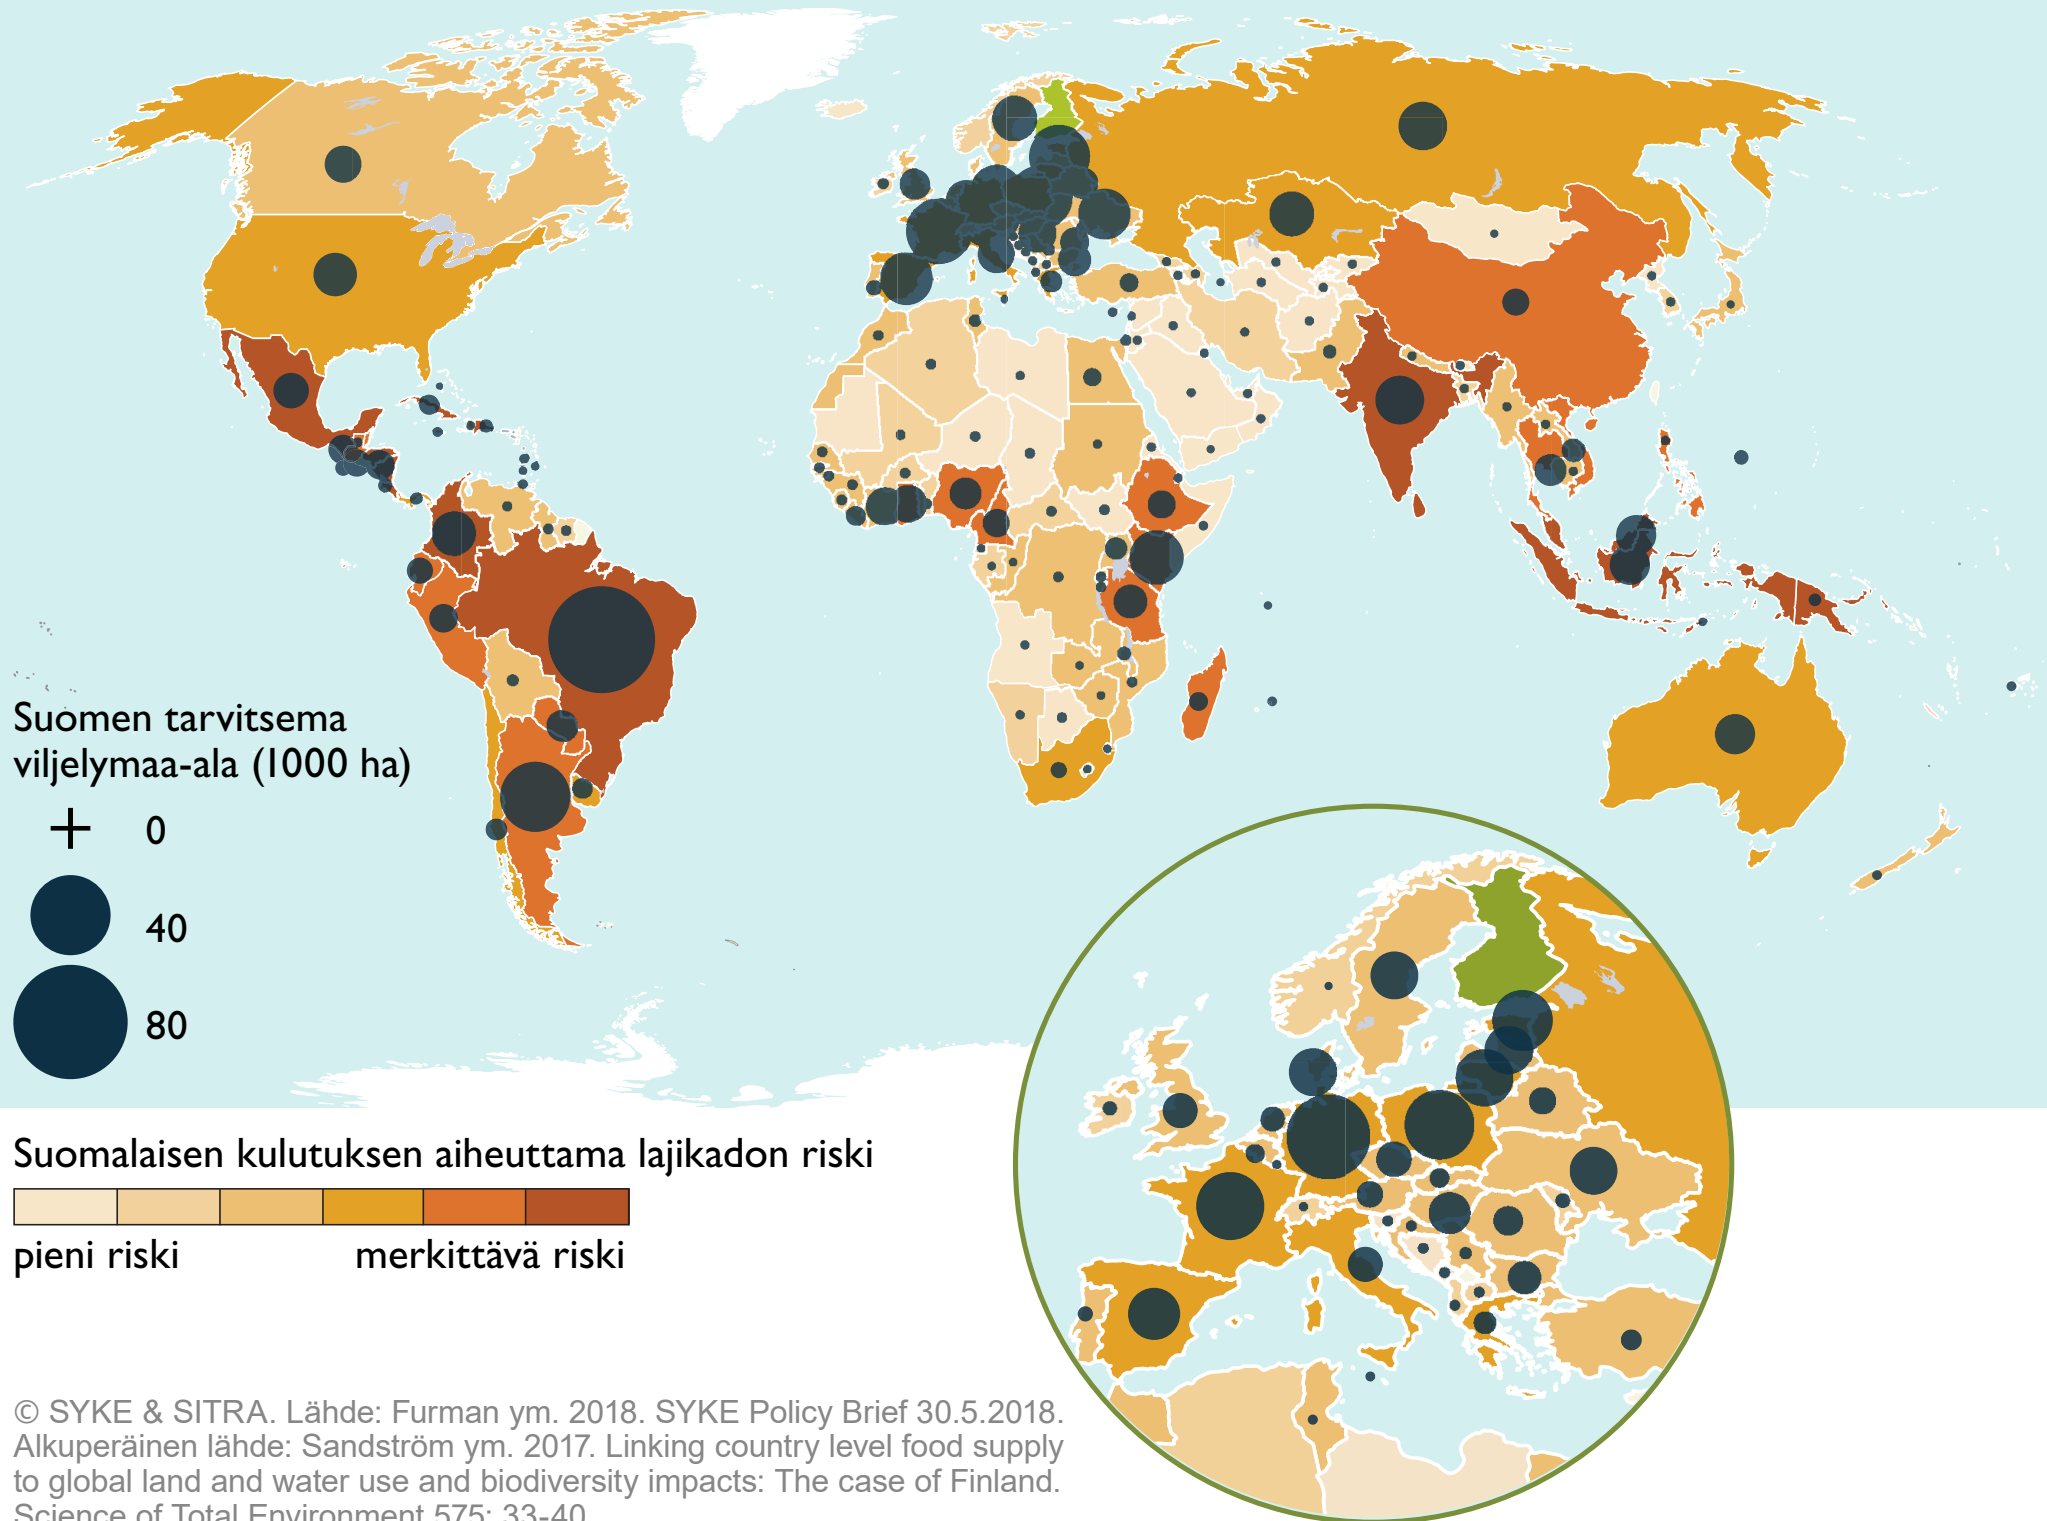 Suomen tarvitsema
viljelymaa-ala (1000 ha)
0
40
80
Suomalaisen kulutuksen aiheuttama lajikadon riski
pieni riski merkittävä riski
© SYKE & SITRA. Lähde: Furman ym. 2018. SYKE Policy Brief 30.5.2018.
Alkuperäinen lähde: Sandström ym. 2017. Linking country level food supply
to global land and water use and biodiversity impacts: The case of Finland.
Science of Total Environment 575: 33-40.